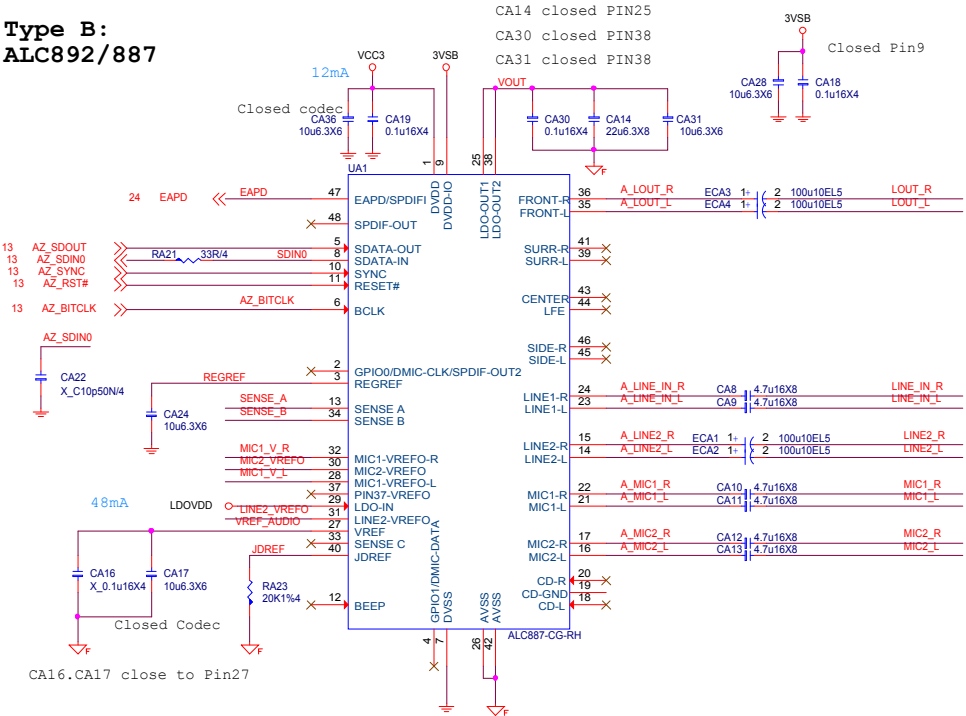 Type B:
ALC892/887
CA14 closed PIN25
CA30 closed PIN38
CA31 closed PIN38
12mA
VCC3
3VSB
VOUT
3VSB
Closed Pin9
CA28
10u6.3X6
CA18
0.1u16X4
Closed codec
CA36
10u6.3X6
CA19
0.1u16X4
CA30
0.1u16X4
CA14
22u6.3X8
CA31
10u6.3X6
F
UA1
1
9
25
38
DVDD
DVDD-IO
LDO-OUT1
LDO-OUT2
24 EAPD
EAPD
47
EAPD/SPDIFI
48
SPDIF-OUT
13 AZ_SDOUT
5
SDATA-OUT
13 AZ_SDIN0
RA21
33R/4
SDIN0
8
SDATA-IN
13 AZ_SYNC
10
SYNC
13 AZ_RST#
11
RESET#
13 AZ_BITCLK
AZ_BITCLK
6
BCLK
AZ_SDIN0
CA22
X_C10p50N/4
2
GPIO0/DMIC-CLK/SPDIF-OUT2
REGREF
3
REGREF
CA24
10u6.3X6
SENSE_A
13
SENSE A
SENSE_B
34
SENSE B
MIC1_V_R
32
MIC1-VREFO-R
MIC2_VREFO
30
MIC2-VREFO
MIC1_V_L
28
MIC1-VREFO-L
37
PIN37-VREFO
48mA
LDOVDD
29
LDO-IN
LINE2_VREFO
31
LINE2-VREFO
VREF_AUDIO
27
VREF
33
SENSE C
JDREF
40
JDREF
CA16
X_0.1u16X4
CA17
10u6.3X6
RA23
20K1%4
12
BEEP
Closed Codec
F
F
CA16.CA17 close to Pin27
GPIO1/DMIC-DATA
DVSS
AVSS
AVSS
4
7
26
42
F
ALC887-CG-RH
FRONT-R
36
A_LOUT_R
ECA3
1+
2
100u10EL5
LOUT_R
FRONT-L
35
A_LOUT_L
ECA4
1+
2
100u10EL5
LOUT_L
SURR-R
41
SURR-L
39
CENTER
43
LFE
44
SIDE-R
46
SIDE-L
45
LINE1-R
24
A_LINE_IN_R
CA8
4.7u16X8
LINE_IN_R
LINE1-L
23
A_LINE_IN_L
CA9
4.7u16X8
LINE_IN_L
LINE2-R
15
A_LINE2_R
ECA1
1+
2
100u10EL5
LINE2_R
LINE2-L
14
A_LINE2_L
ECA2
1+
2
100u10EL5
LINE2_L
MIC1-R
22
A_MIC1_R
CA10
4.7u16X8
MIC1_R
MIC1-L
21
A_MIC1_L
CA11
4.7u16X8
MIC1_L
MIC2-R
17
A_MIC2_R
CA12
4.7u16X8
MIC2_R
MIC2-L
16
A_MIC2_L
CA13
4.7u16X8
MIC2_L
CD-R
20
CD-GND
19
CD-L
18